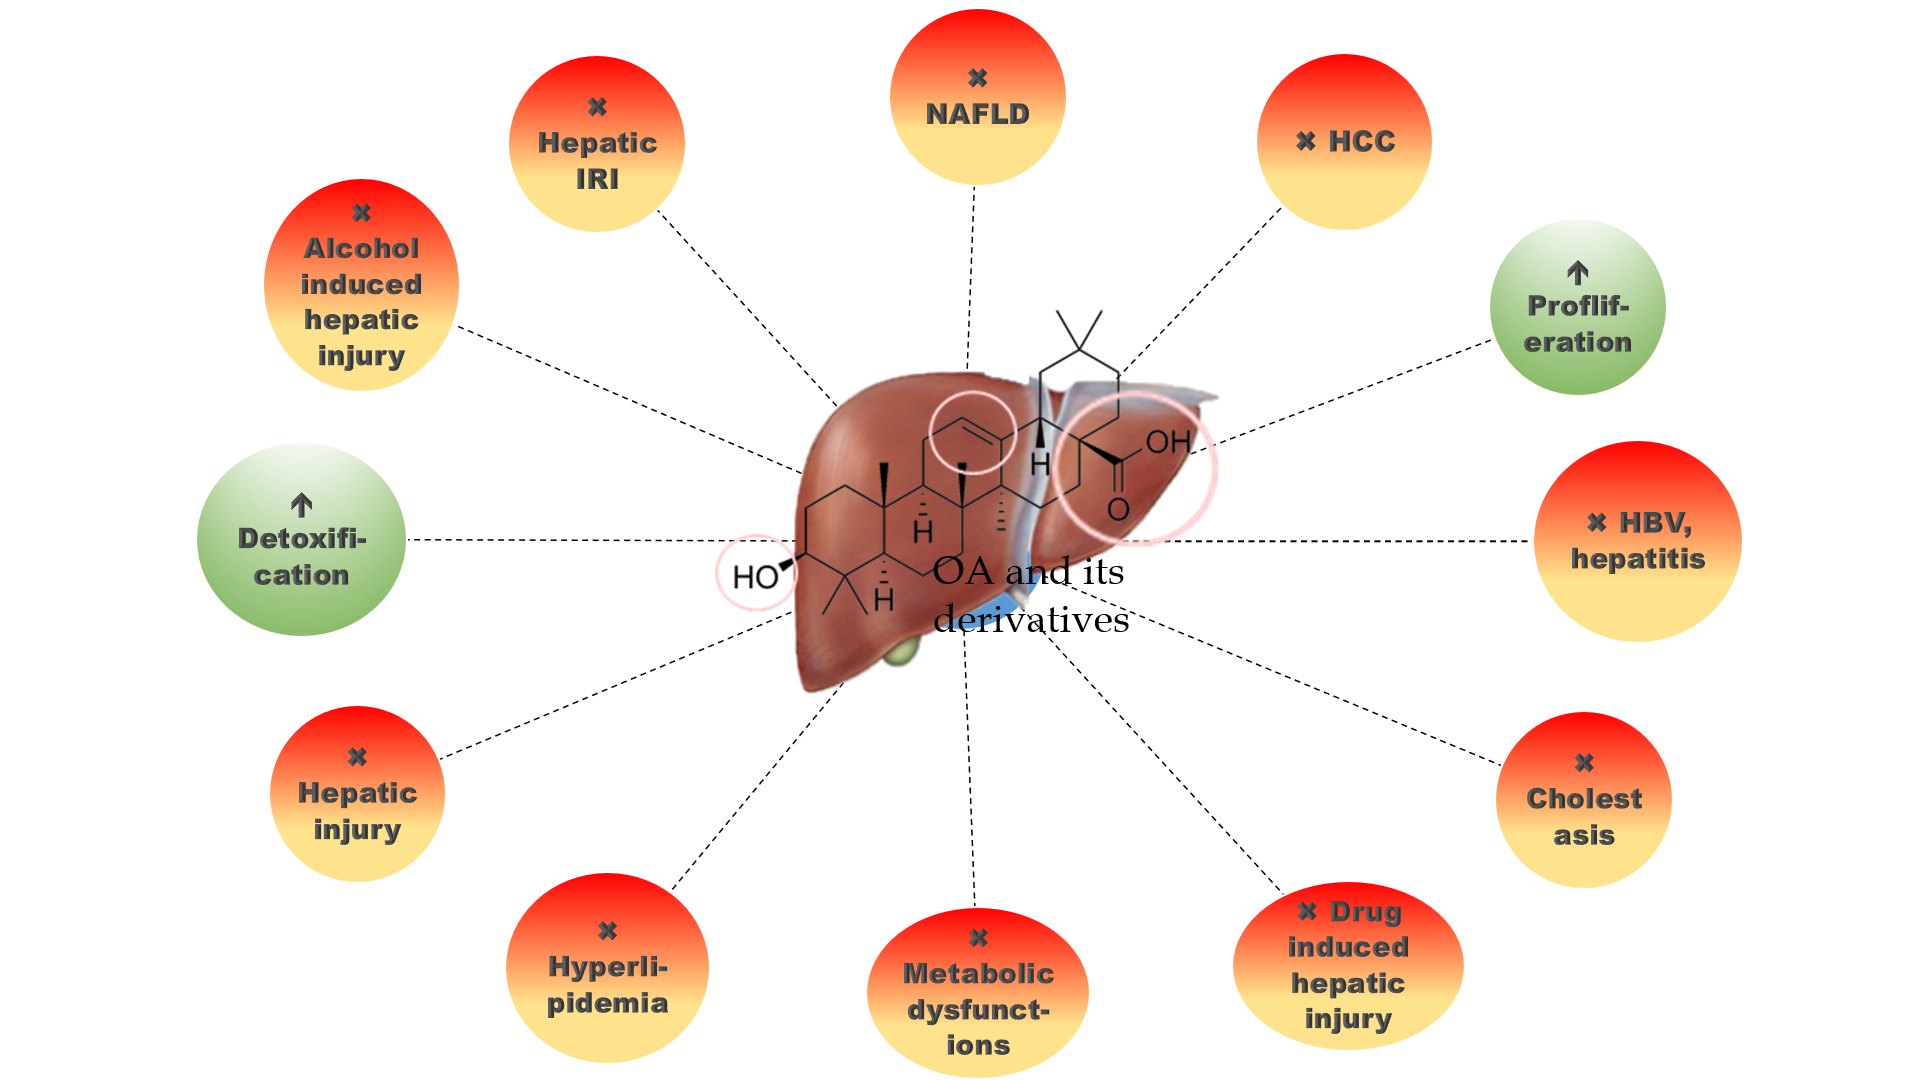 ✖
NAFLD
✖ HCC
↑
Proflif-
eration
✖ HBV,
hepatitis
✖
Cholest
asis
✖ Drug
induced
hepatic
injury
✖
Metabolic
dysfunct-
ions
✖
Hyperli-
pidemia
✖
Hepatic
injury
↑
Detoxifi-
cation
✖
Alcohol
induced
hepatic
injury
✖
Hepatic
IRI
OH
H
O
H
HO
H
OA and its
derivatives